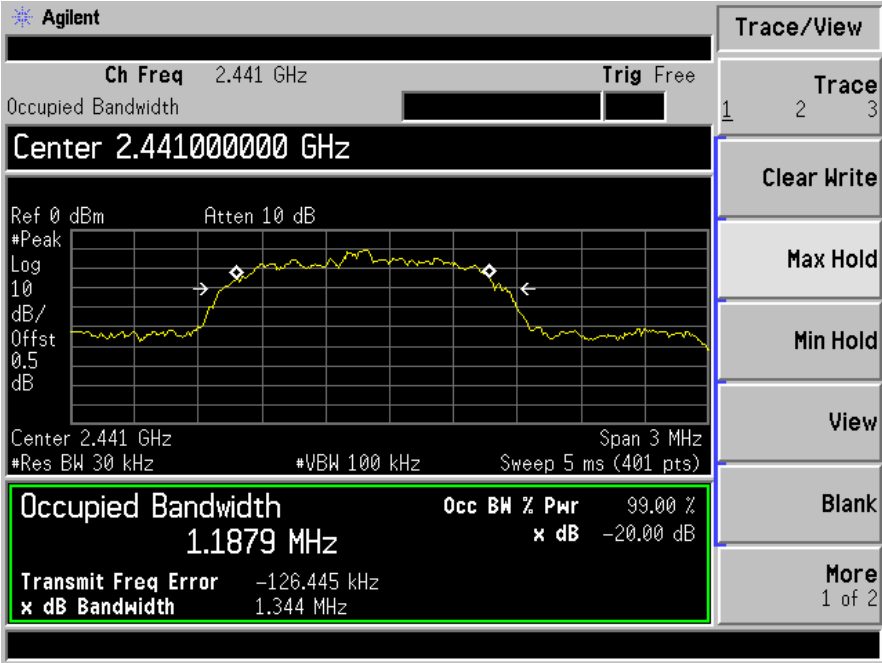 Agilent
Trace/View
Ch Freq 2.441 GHz Trig Free
Occupied Bandwidth
Trace
1 2 3
Center 2.441000000 GHz
Clear Write
Ref 0 dBm Atten 10 dB
#Peak
Log
10
dB/
Offst
0.5
dB
Max Hold
Min Hold
Center 2.441 GHz Span 3 MHz
#Res BW 30 kHz #VBW 100 kHz Sweep 5 ms (401 pts)
View
Occupied Bandwidth
1.1879 MHz
Occ BW % Pwr 99.00 %
x dB -20.00 dB
Blank
Transmit Freq Error -126.445 kHz
x dB Bandwidth 1.344 MHz
More
1 of 2